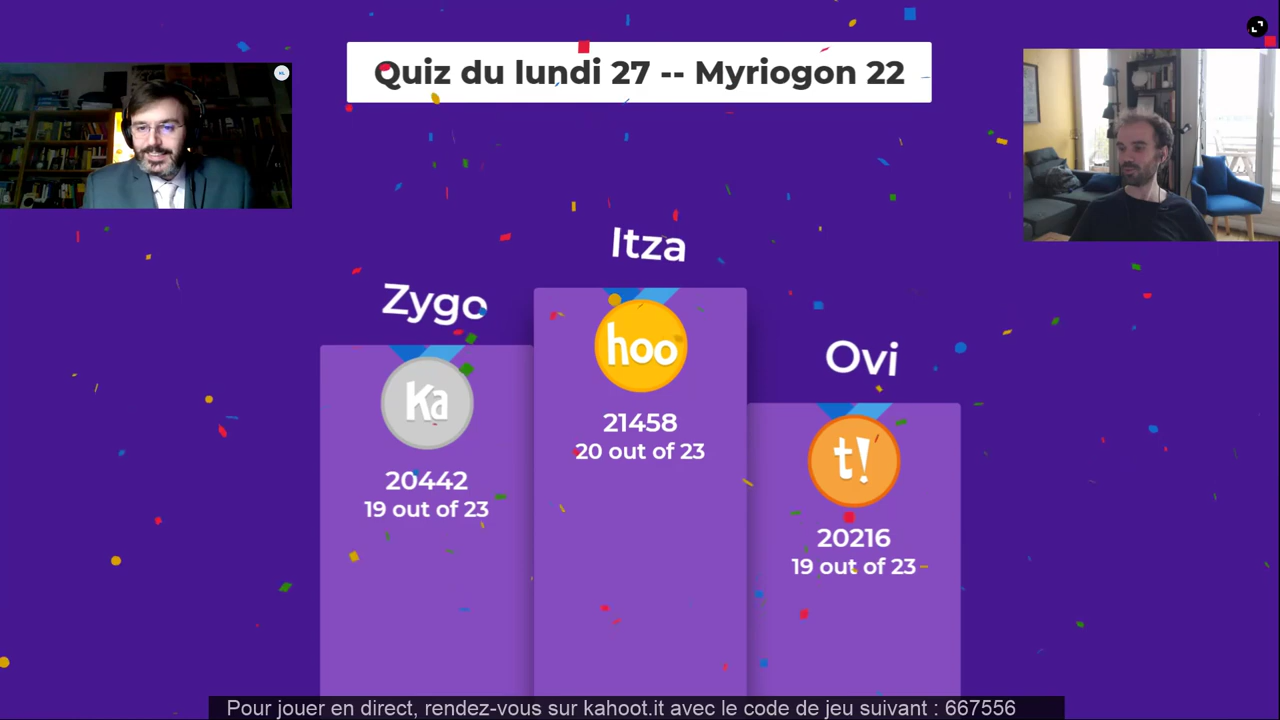 Quiz du lundi 27 -- Myriogon 22
Itza
Zygo
Ovi
hoo
Ka
t!
21458
20 out of 23
20442
19 out of 23
20216
19 out of 23
Pour jouer en direct, rendez-vous sur kahoot.it avec le code de jeu suivant : 667556